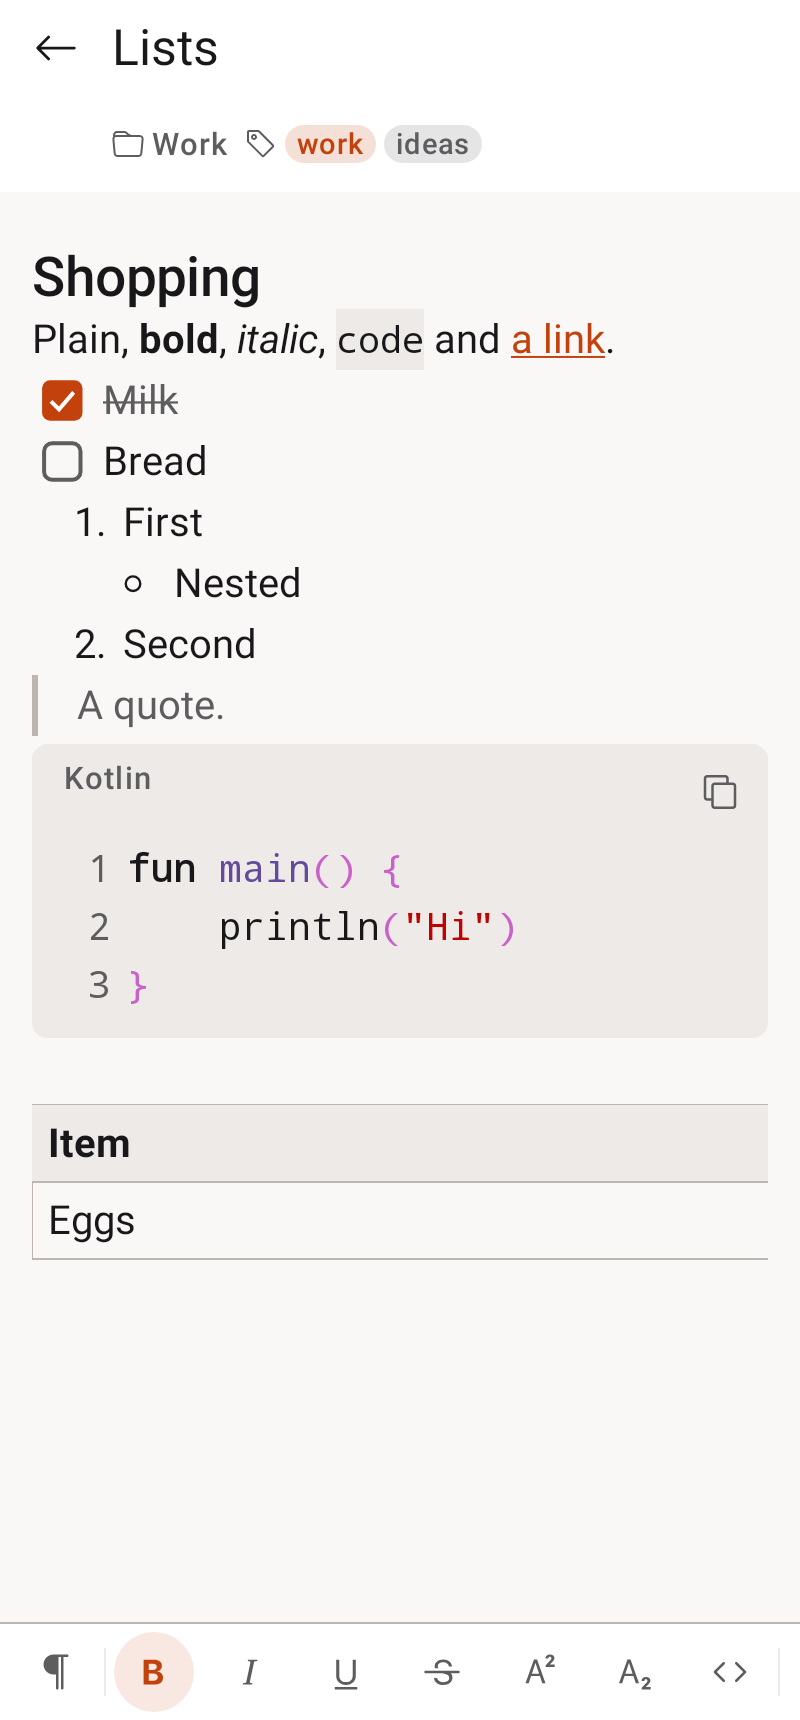 Lists
Work work ideas
Shopping
Plain, bold, italic, code and a link.
Milk
Bread
1. First
Nested
2. Second
A quote.
Kotlin
1 fun main() {
2     println("Hi")
3 }
Item
Eggs
¶ B I U S A² A₂ <>